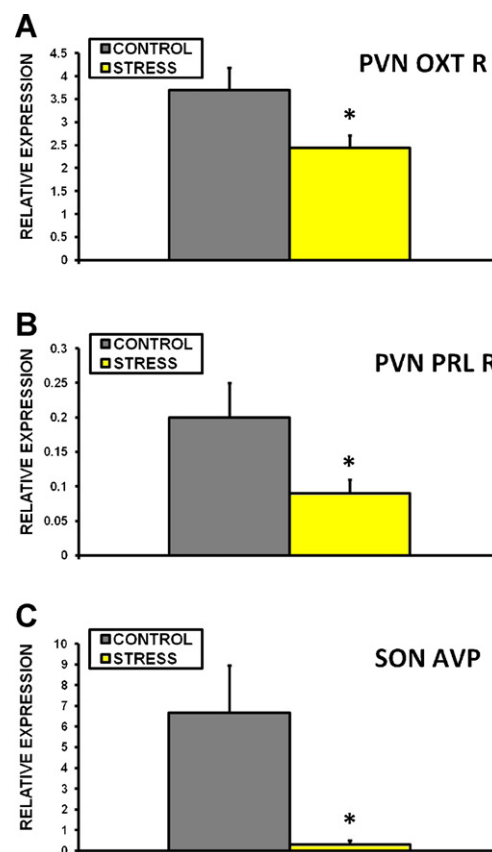 A
CONTROL
STRESS
PVN OXT R
RELATIVE EXPRESSION
4.5
4
3.5
3
2.5
2
1.5
1
0.5
0
*
B
CONTROL
STRESS
PVN PRL R
RELATIVE EXPRESSION
0.3
0.25
0.2
0.15
0.1
0.05
0
*
C
CONTROL
STRESS
SON AVP
RELATIVE EXPRESSION
10
9
8
7
6
5
4
3
2
1
0
*